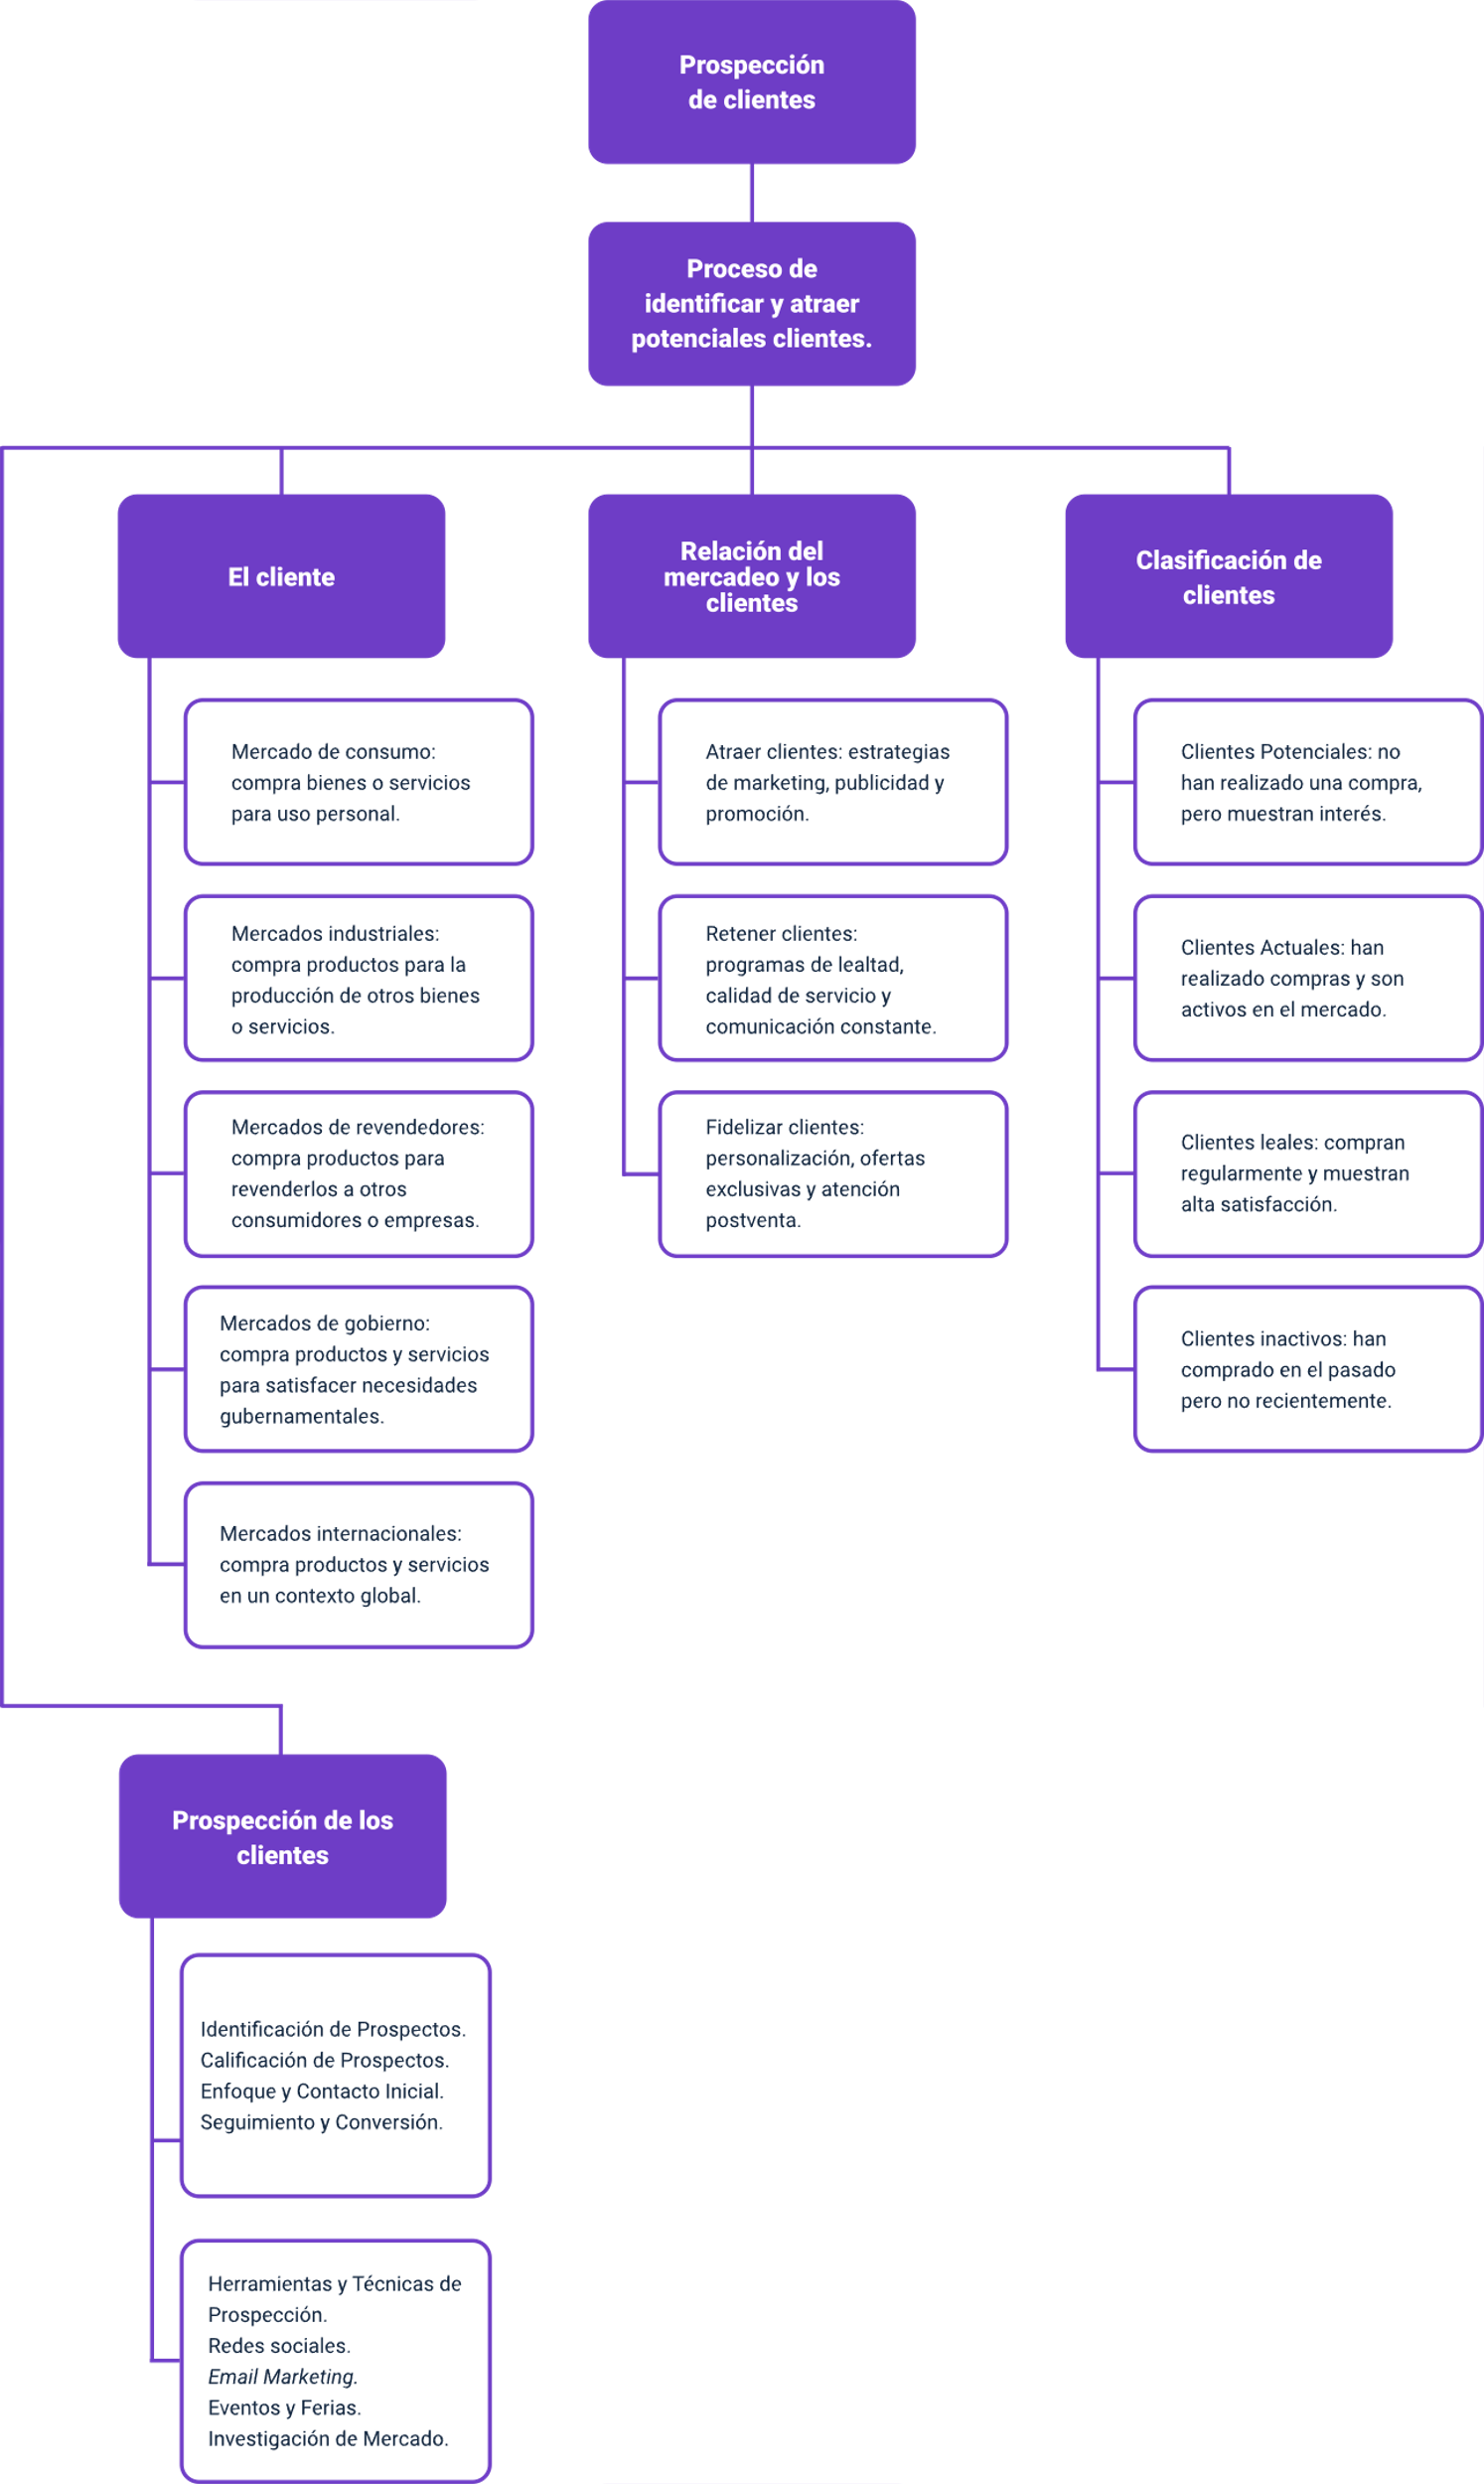 Prospección
de clientes
Proceso de
identificar y atraer
potenciales clientes.
El cliente
Mercado de consumo:
compra bienes o servicios
para uso personal.
Mercados industriales:
compra productos para la
producción de otros bienes
o servicios.
Mercados de revendedores:
compra productos para
revenderlos a otros
consumidores o empresas.
Mercados de gobierno:
compra productos y servicios
para satisfacer necesidades
gubernamentales.
Mercados internacionales:
compra productos y servicios
en un contexto global.
Relación del
mercadeo y los
clientes
Atraer clientes: estrategias
de marketing, publicidad y
promoción.
Retener clientes:
programas de lealtad,
calidad de servicio y
comunicación constante.
Fidelizar clientes:
personalización, ofertas
exclusivas y atención
postventa.
Clasificación de
clientes
Clientes Potenciales: no
han realizado una compra,
pero muestran interés.
Clientes Actuales: han
realizado compras y son
activos en el mercado.
Clientes leales: compran
regularmente y muestran
alta satisfacción.
Clientes inactivos: han
comprado en el pasado
pero no recientemente.
Prospección de los
clientes
Identificación de Prospectos.
Calificación de Prospectos.
Enfoque y Contacto Inicial.
Seguimiento y Conversión.
Herramientas y Técnicas de
Prospección.
Redes sociales.
Email Marketing.
Eventos y Ferias.
Investigación de Mercado.